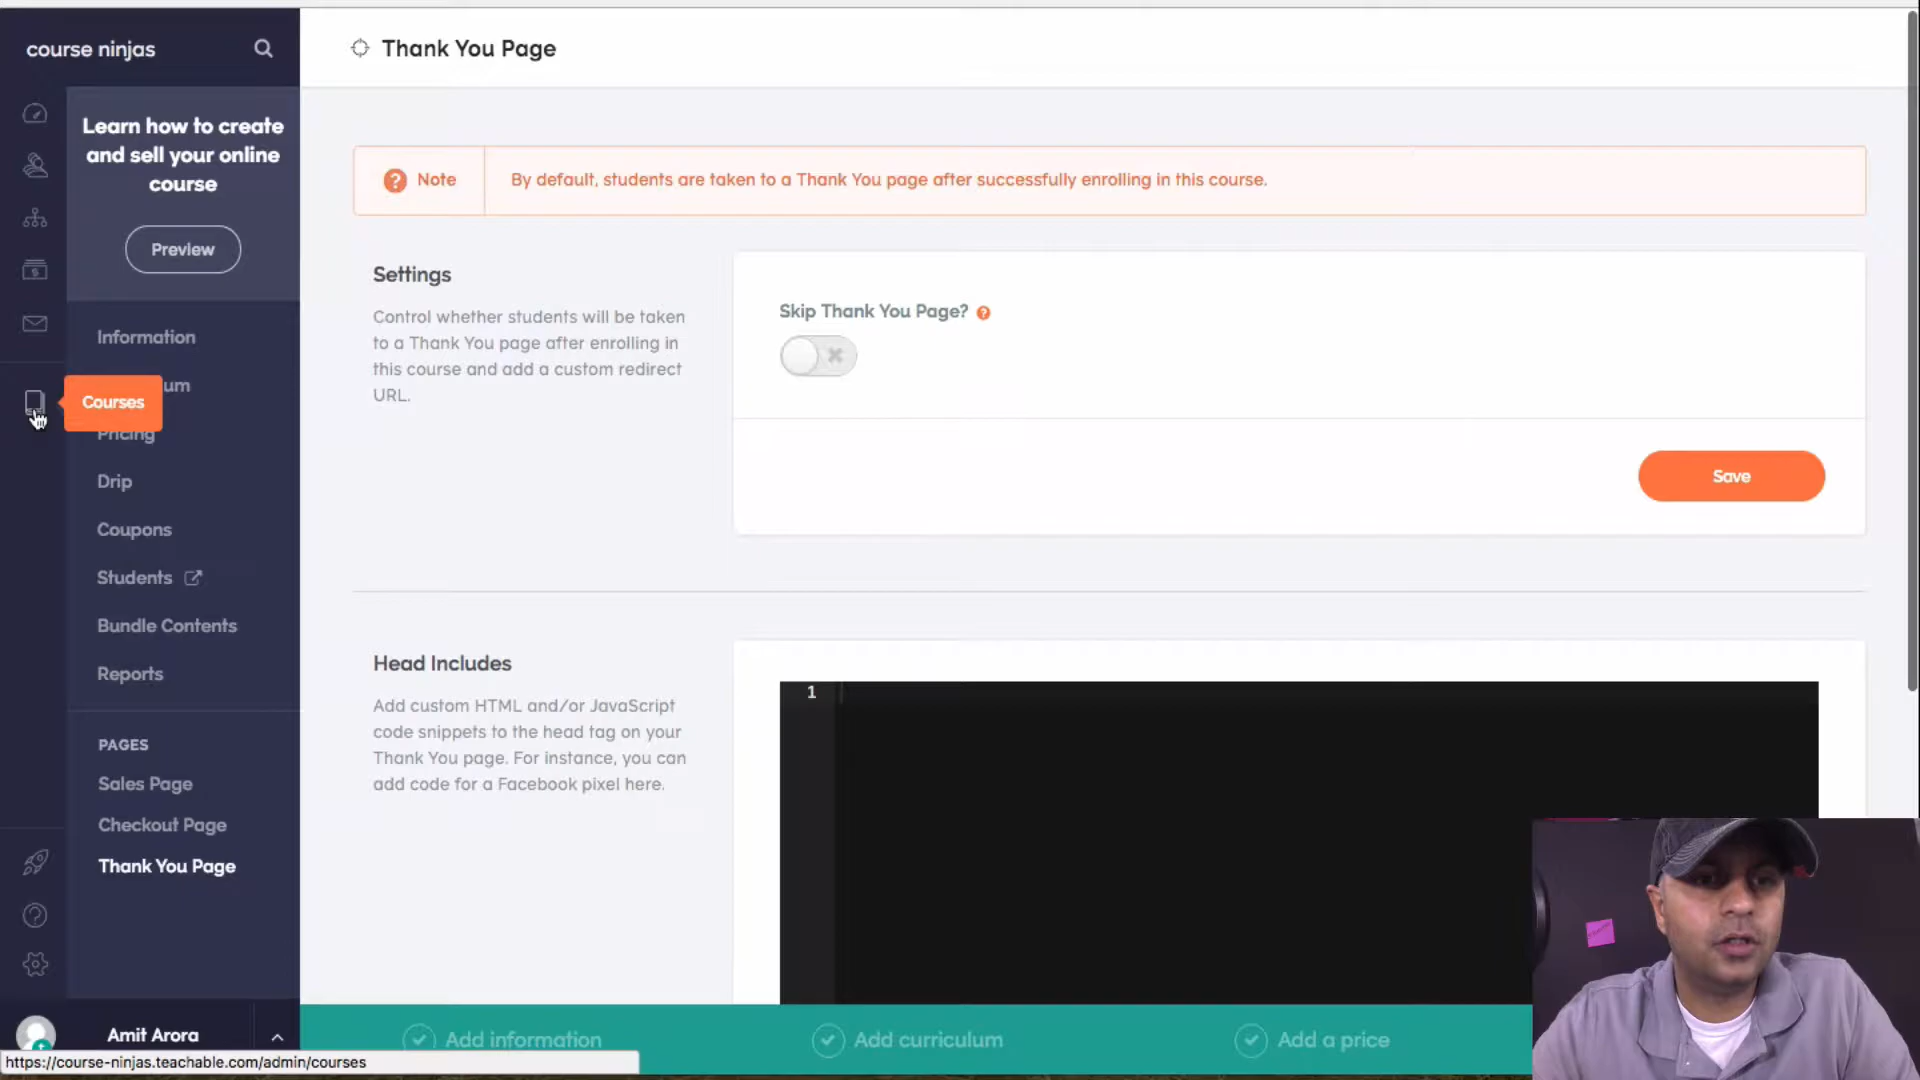 course ninjas
Thank You Page
Learn how to create
and sell your online
course
Preview
Note
By default, students are taken to a Thank You page after successfully enrolling in this course.
Settings
Control whether students will be taken
to a Thank You page after enrolling in
this course and add a custom redirect
URL.
Skip Thank You Page?
Save
Information
um
Courses
Pricing
Drip
Coupons
Students
Bundle Contents
Reports
PAGES
Sales Page
Checkout Page
Thank You Page
Head Includes
Add custom HTML and/or JavaScript
code snippets to the head tag on your
Thank You page. For instance, you can
add code for a Facebook pixel here.
1
Amit Arora
Add information
Add curriculum
Add a price
https://course-ninjas.teachable.com/admin/courses